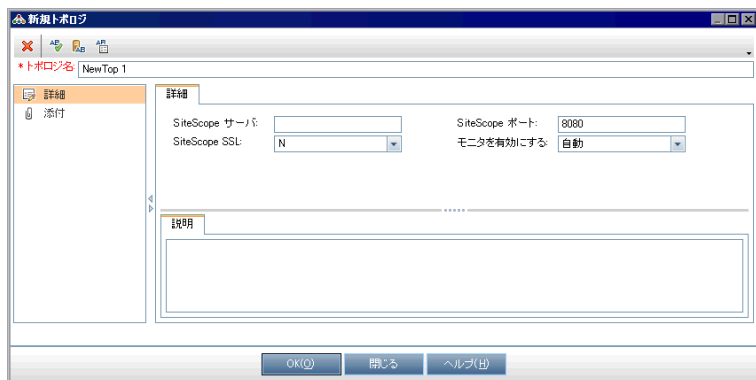 新規トポロジ
*トポロジ名: NewTop 1
詳細
添付
詳細
SiteScope サーバ:
SiteScope ポート: 8080
SiteScope SSL: N
モニタを有効にする: 自動
説明
OK(O)
閉じる
ヘルプ(H)